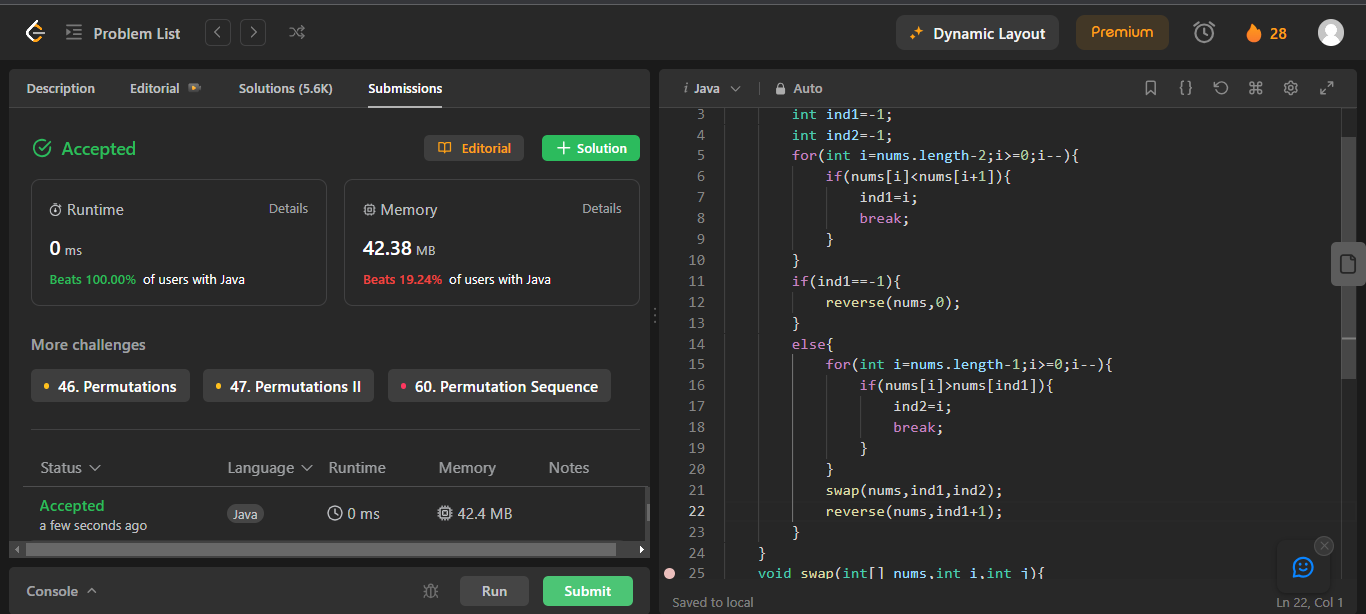 Problem List
Dynamic Layout
Premium
28
Description
Editorial
Solutions (5.6K)
Submissions
Accepted
Editorial
Solution
Runtime
Details
0 ms
Beats 100.00% of users with Java
Memory
Details
42.38 MB
Beats 19.24% of users with Java
More challenges
46. Permutations
47. Permutations II
60. Permutation Sequence
Status
Language
Runtime
Memory
Notes
Accepted
a few seconds ago
Java
0 ms
42.4 MB
Console
Run
Submit
i Java
Auto
3 int ind1=-1;
4 int ind2=-1;
5 for(int i=nums.length-2;i>=0;i--){
6 if(nums[i]<nums[i+1]){
7 ind1=i;
8 break;
9 }
10 }
11 if(ind1==-1){
12 reverse(nums,0);
13 }
14 else{
15 for(int i=nums.length-1;i>=0;i--){
16 if(nums[i]>nums[ind1]){
17 ind2=i;
18 break;
19 }
20 }
21 swap(nums,ind1,ind2);
22 reverse(nums,ind1+1);
23 }
24 }
25 void swap(int[] nums,int i,int j){
Saved to local
Ln 22, Col 1